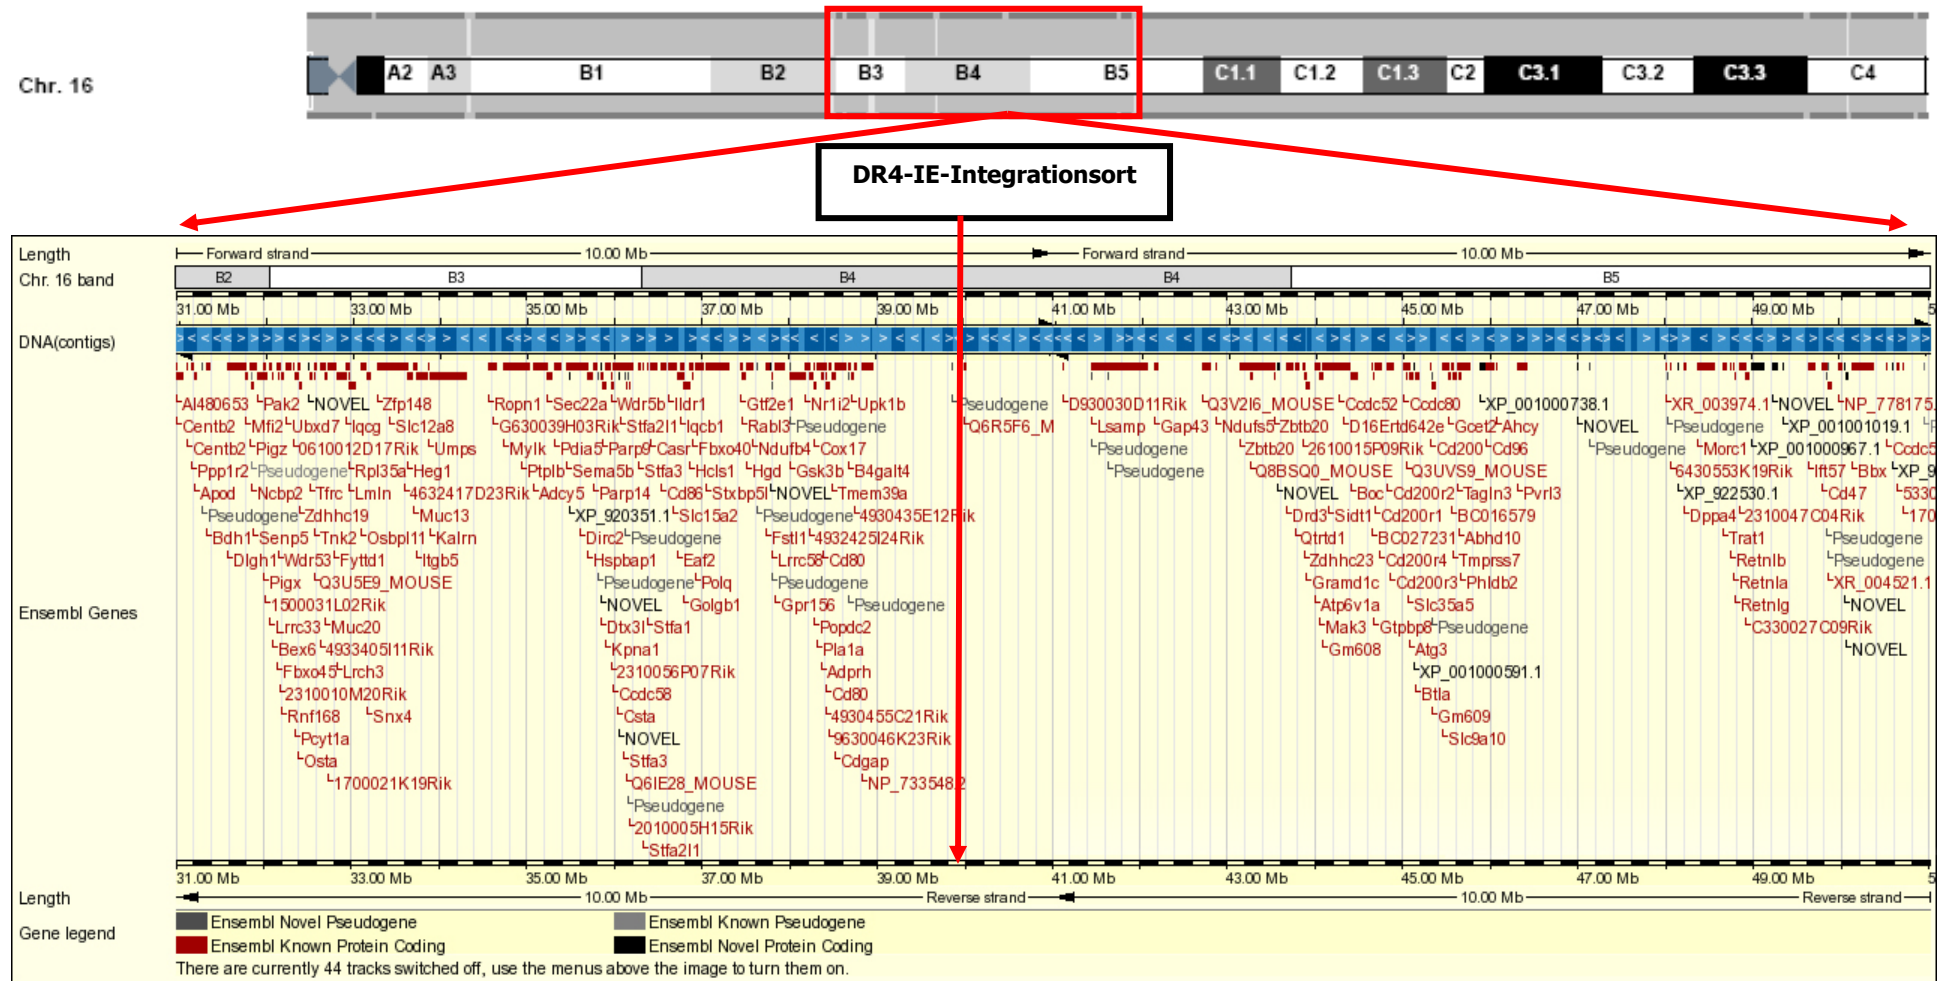 Chr. 16
A2 A3 B1 B2 B3 B4 B5 C1.1 C1.2 C1.3 C2 C3.1 C3.2 C3.3 C4
DR4-IE-Integrationsort
Length Forward strand 10.00 Mb Forward strand 10.00 Mb
Chr. 16 band B2 B3 B4 B4 B5
31.00 Mb 33.00 Mb 35.00 Mb 37.00 Mb 39.00 Mb 41.00 Mb 43.00 Mb 45.00 Mb 47.00 Mb 49.00 Mb 5
DNA(contigs)
AI480653 Pak2 NOVEL Zfp148 Ropn1 Sec22a Wdr5b Ildr1 Gtf2e1 Nr1i2 Upk1b Pseudogene D930030D11Rik Q3V2I6_MOUSE Ccdc52 Ccdc80 XP_001000738.1 XR_003974.1 NOVEL NP_778175.
Centb2 Mfi2 Ubxd7 Iqcg Slc12a8 G630039H03Rik Stfa2l1 Iqcb1 Rabl3 Pseudogene Q6R5F6_M Lsamp Gap43 Ndufs5 Zbtb20 D16Ertd642e Gcet2 Ahcy NOVEL Pseudogene XP_001001019.1
Centb2 Pigz 0610012D17Rik Umps Mylk Pdia5 Parp9 Casr Fbxo40 Ndufb4 Cox17 Pseudogene Zbtb20 2610015P09Rik Cd200 Cd96 Pseudogene Morc1 XP_001000967.1 Ccdc5
Ppp1r2 Pseudogene Rpl35a Heg1 Ptplb Sema5b Stfa3 Hcls1 Hgd Gsk3b B4galt4 Pseudogene Q8BSQ0_MOUSE Q3UVS9_MOUSE 6430553K19Rik Ift57 Bbx XP_9
Apod Ncbp2 Tfrc Lmln 4632417D23Rik Adcy5 Parp14 Cd86 Stxbp5l NOVEL Tmem39a NOVEL Boc Cd200r2 Tagln3 Pvrl3 XP_922530.1 Cd47 5330
Pseudogene Zdhhc19 Muc13 XP_920351.1 Slc15a2 Pseudogene 4930435E12Rik Drd3 Sidt1 Cd200r1 BC016579 Dppa4 2310047C04Rik 170
Bdh1 Senp5 Tnk2 Osbpl11 Kalrn Dirc2 Pseudogene Fstl1 4932425I24Rik Qtrtd1 BC027231 Abhd10 Trat1 Pseudogene
Dlgh1 Wdr53 Fyttd1 Itgb5 Hspbap1 Eaf2 Lrrc58 Cd80 Zdhhc23 Cd200r4 Tmprss7 Retnlb Pseudogene
Pigx Q3U5E9_MOUSE Pseudogene Polq Pseudogene Gramd1c Cd200r3 Phldb2 Retnla XR_004521.1
Ensembl Genes 1500031L02Rik NOVEL Golgb1 Gpr156 Pseudogene Atp6v1a Slc35a5 Retnlg NOVEL
Lrrc33 Muc20 Dtx3l Stfa1 Popdc2 Mak3 Gtpbp8 Pseudogene C330027C09Rik
Bex6 4933405I11Rik Kpna1 Pla1a Gm608 Atg3 NOVEL
Fbxo45 Lrch3 2310056P07Rik Adprh XP_001000591.1
2310010M20Rik Ccdc58 Cd80 Btla
Rnf168 Snx4 Csta 4930455C21Rik Gm609
Pcyt1a NOVEL 9630046K23Rik Slc9a10
Osta Stfa3 Cdgap
1700021K19Rik Q6IE28_MOUSE NP_733548.2
Pseudogene
2010005H15Rik
Stfa2l1
31.00 Mb 33.00 Mb 35.00 Mb 37.00 Mb 39.00 Mb 41.00 Mb 43.00 Mb 45.00 Mb 47.00 Mb 49.00 Mb 5
Length 10.00 Mb Reverse strand 10.00 Mb Reverse strand
Gene legend
Ensembl Novel Pseudogene Ensembl Known Pseudogene
Ensembl Known Protein Coding Ensembl Novel Protein Coding
There are currently 44 tracks switched off, use the menus above the image to turn them on.